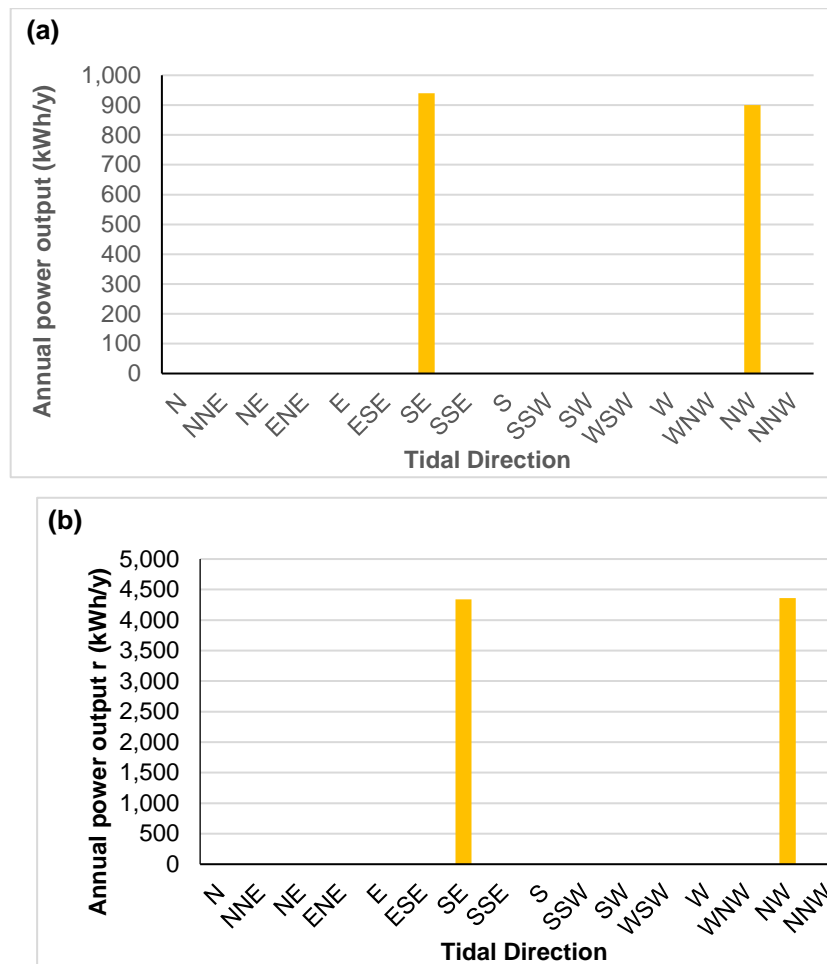 (a)
Annual power output (kWh/y)
1,000
900
800
700
600
500
400
300
200
100
0
N
NNE
NE
ENE
E
ESE
SE
SSE
S
SSW
SW
WSW
W
WNW
NW
NNW
Tidal Direction
(b)
Annual power output r (kWh/y)
5,000
4,500
4,000
3,500
3,000
2,500
2,000
1,500
1,000
500
0
N
NNE
NE
ENE
E
ESE
SE
SSE
S
SSW
SW
WSW
W
WNW
NW
NNW
Tidal Direction